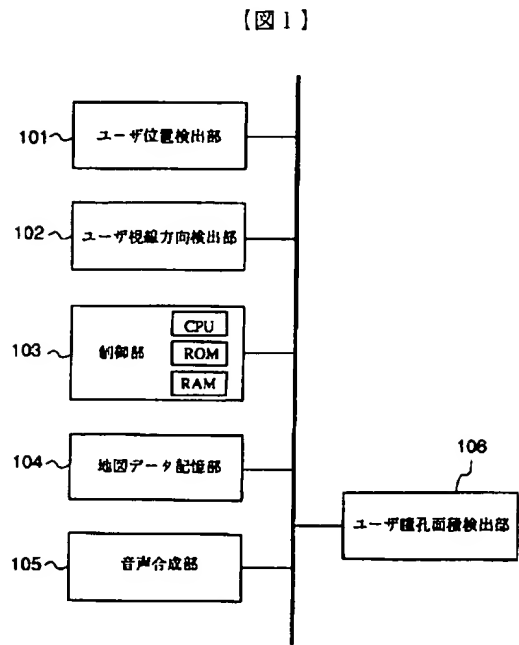 【図1】
101
ユーザ位置検出部
102
ユーザ視線方向検出部
103
制御部
CPU
ROM
RAM
104
地図データ記憶部
106
ユーザ瞳孔面積検出部
105
音声合成部